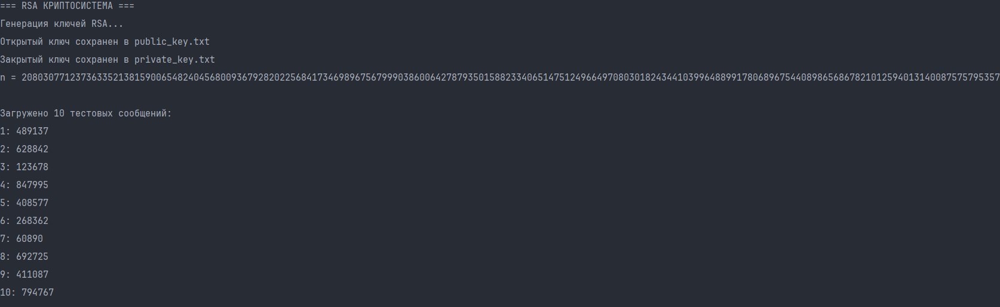 === RSA КРИПТОСИСТЕМА ===
Генерация ключей RSA...
Открытый ключ сохранен в public_key.txt
Закрытый ключ сохранен в private_key.txt
n = 20803077123736335213815900654824045680093679282022568417346989675679990386006427879350158823340651475124966497080301824344103996488991780689675440898656867821012594013140087575795357
Загружено 10 тестовых сообщений:
1: 489137
2: 628842
3: 123678
4: 847995
5: 408577
6: 268362
7: 60890
8: 692725
9: 411087
10: 794767